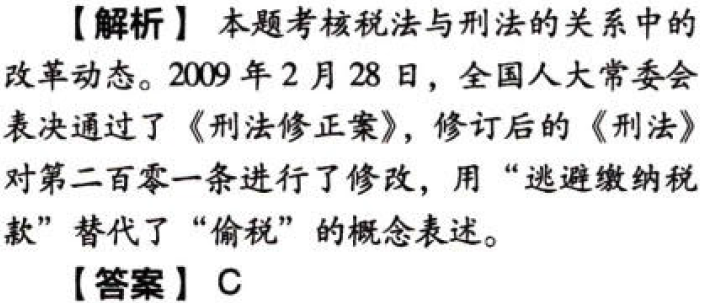 【解析】 本题考核税法与刑法的关系中的
改革动态。2009 年 2 月 28 日，全国人大常委会
表决通过了《刑法修正案》，修订后的《刑法》
对第二百零一条进行了修改，用“逃避缴纳税
款”替代了“偷税”的概念表述。
【答案】 C